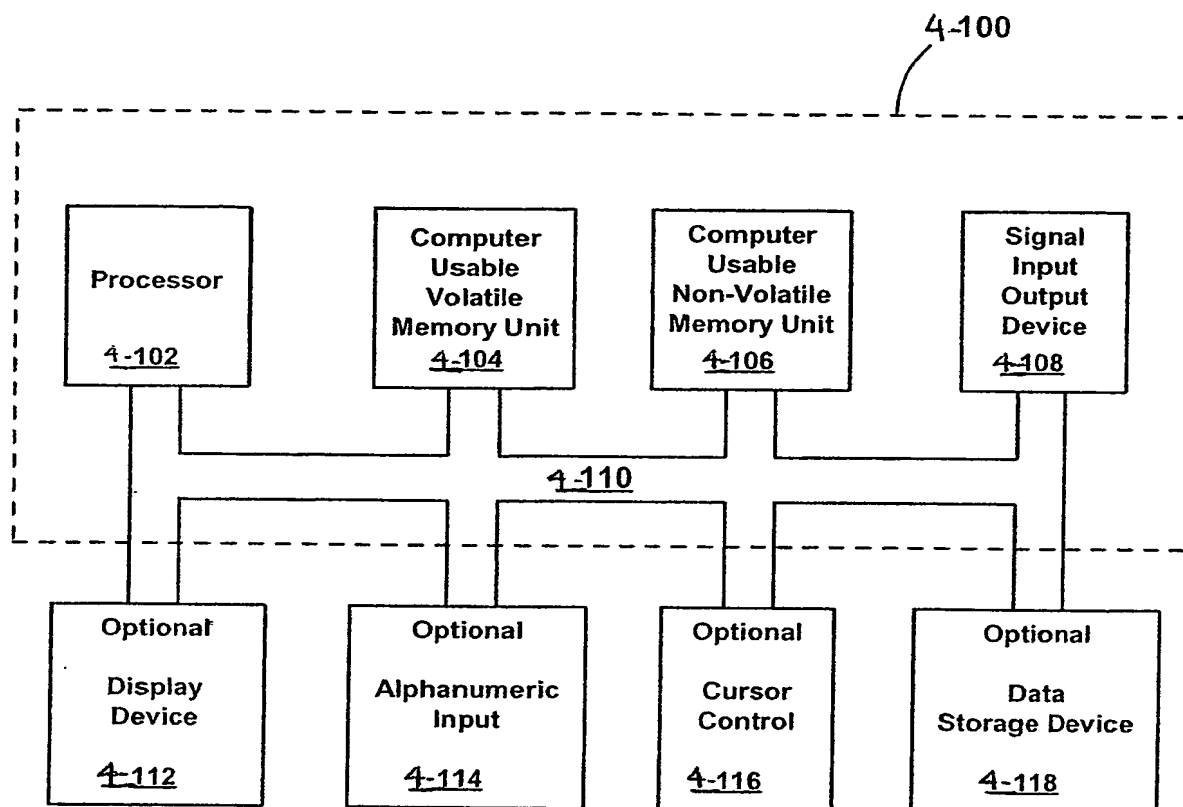 4-100
Processor
4-102
Computer
Usable
Volatile
Memory Unit
4-104
Computer
Usable
Non-Volatile
Memory Unit
4-106
Signal
Input
Output
Device
4-108
4-110
Optional
Display
Device
4-112
Optional
Alphanumeric
Input
4-114
Optional
Cursor
Control
4-116
Optional
Data
Storage Device
4-118